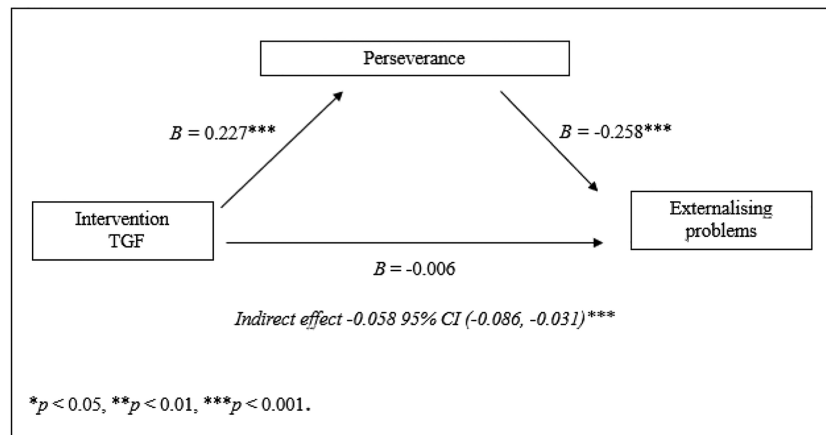 Perseverance
B = 0.227***
B = -0.258***
Intervention
TGF
Externalising
problems
B = -0.006
Indirect effect -0.058 95% CI (-0.086, -0.031)***
*p < 0.05, **p < 0.01, ***p < 0.001.